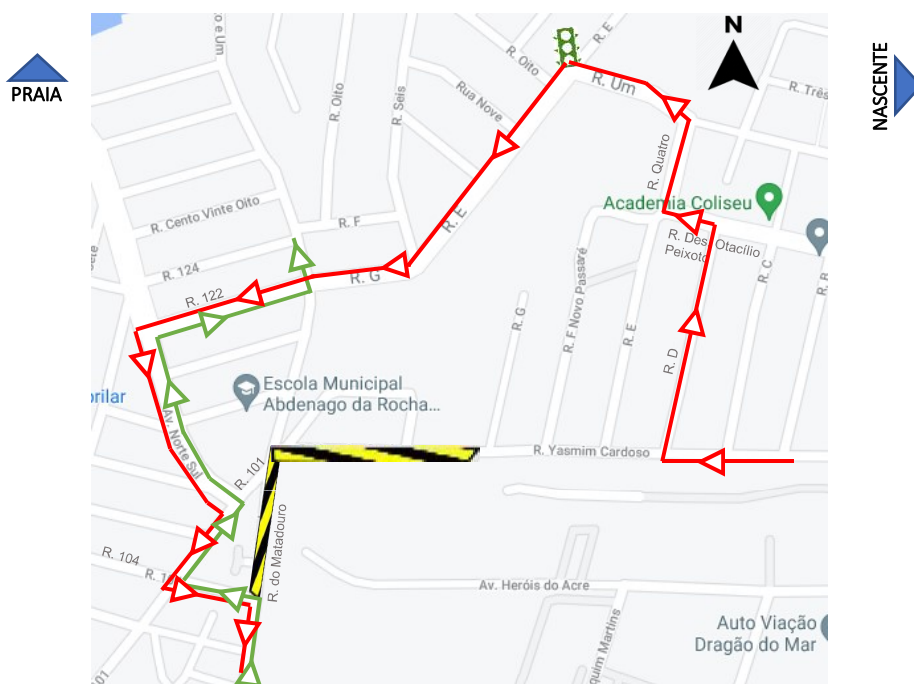 PRAIA
NASCENTE
N
R. E
R. Oito
R. Um
R. Três
R. Oito
R. Seis
Rua Nove
R. Quatro
Academia Coliseu
R. Cento Vinte Oito
R. F
R. E
R. Des. Otacílio
Peixoto
R. 124
R. G
R. C
R. 122
R. G
R. F Novo Passaré
R. E
R. D
Escola Municipal
Abdenago da Rocha...
Av. Norte Sul
R. 101
R. Yasmim Cardoso
R. do Matadouro
R. 104
Av. Heróis do Acre
Auto Viação
Dragão do Mar